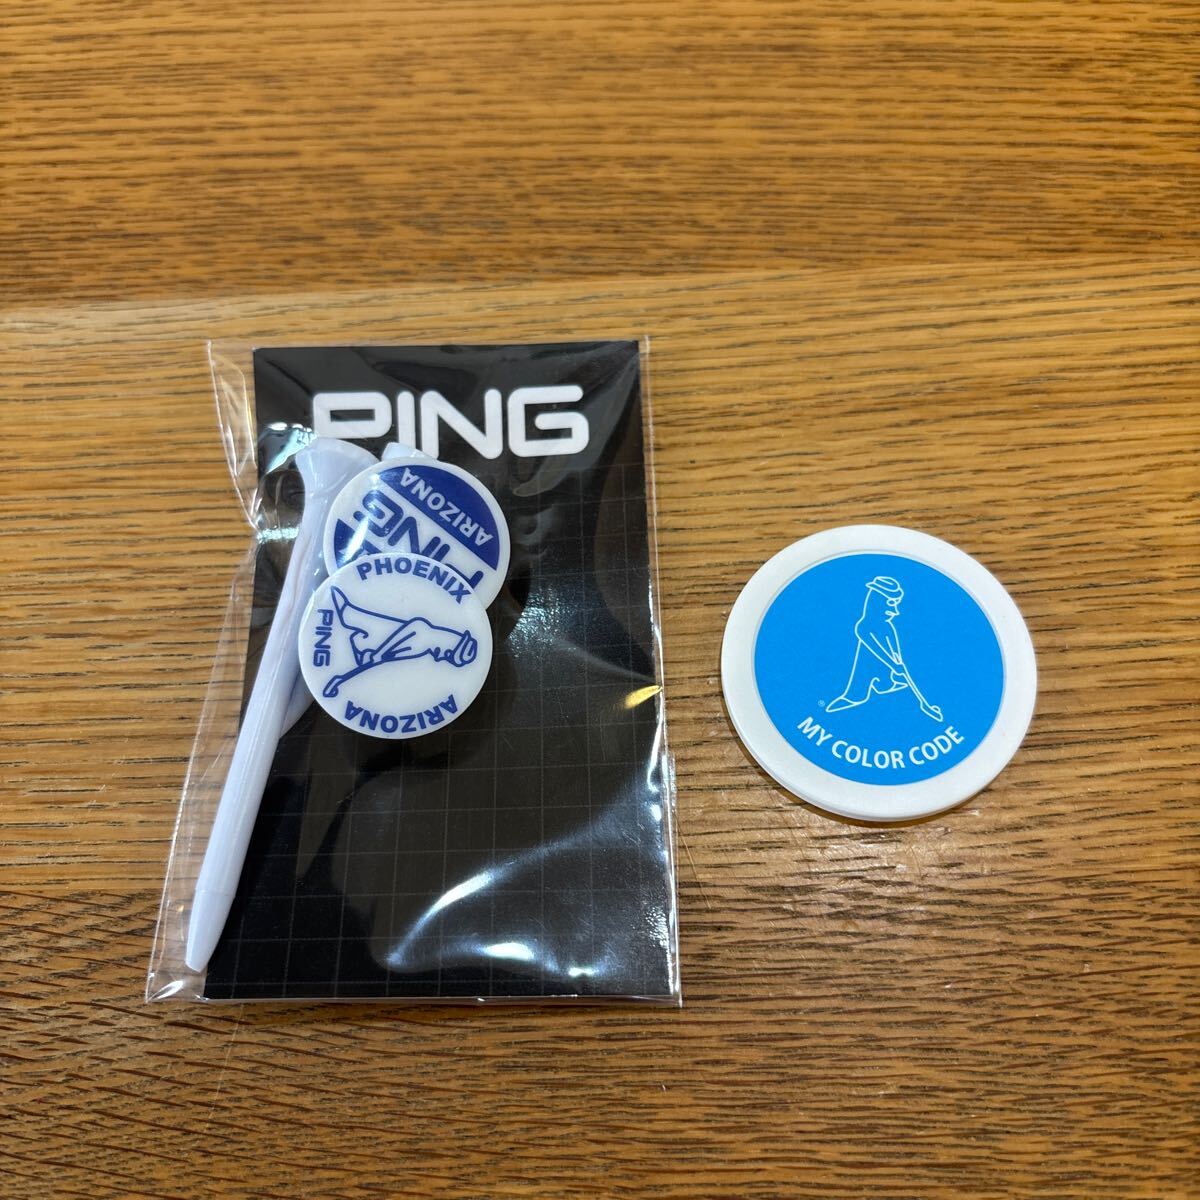 PING
ARIZONA
PING
PHOENIX
PING
ARIZONA
®
MY COLOR CODE